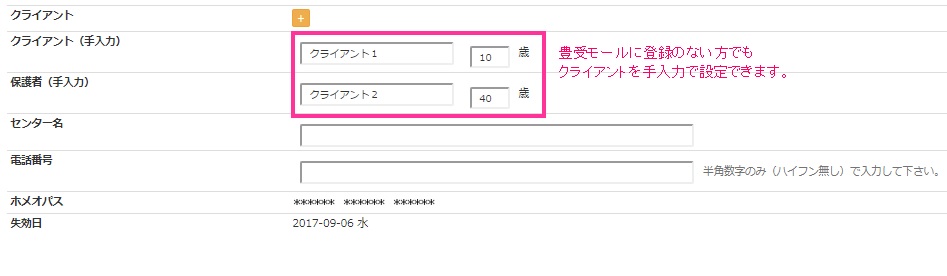 クライアント +
クライアント（手入力） クライアント1 10 歳
豊受モールに登録のない方でも
クライアントを手入力で設定できます。
保護者（手入力） クライアント2 40 歳
センター名
電話番号 半角数字のみ（ハイフン無し）で入力して下さい。
ホメオパス ****** ****** ******
失効日 2017-09-06 水